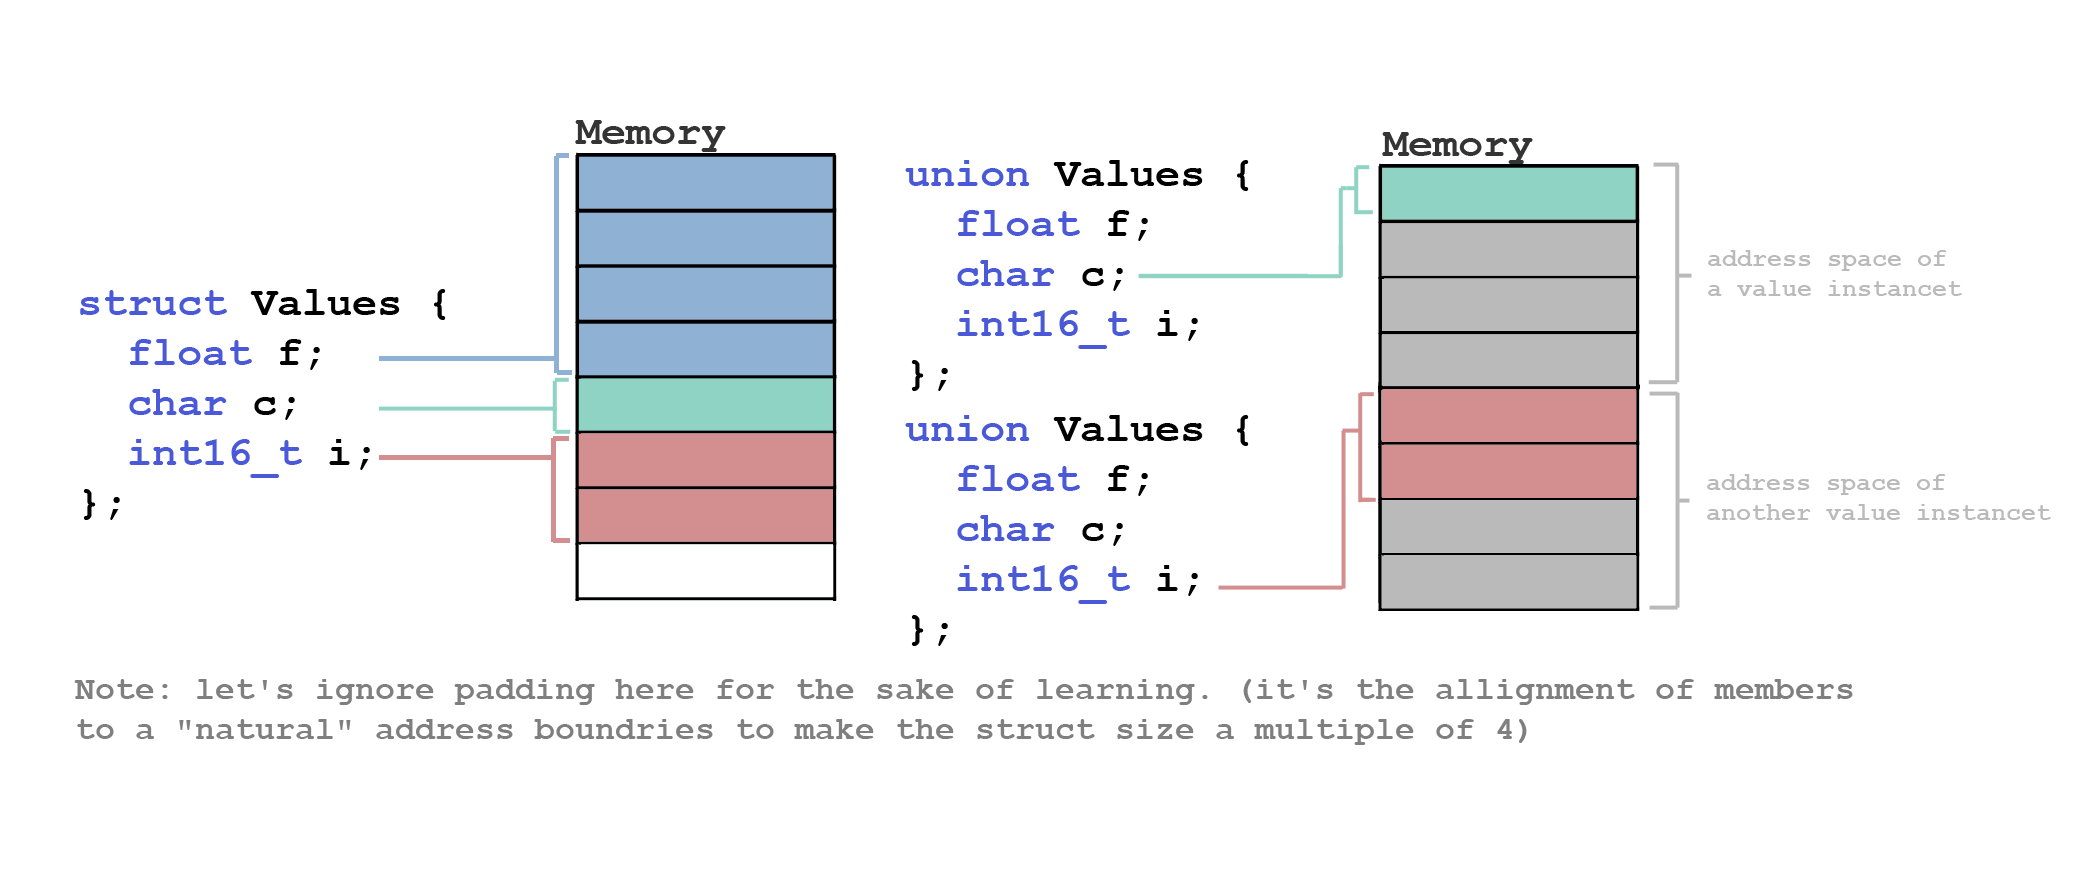 Memory
struct Values {
float f;
char c;
int16_t i;
};
Memory
union Values {
float f;
char c;
int16_t i;
};
union Values {
float f;
char c;
int16_t i;
};
address space of
a value instancet
address space of
another value instancet
Note: let's ignore padding here for the sake of learning. (it's the allignment of members
to a "natural" address boundries to make the struct size a multiple of 4)